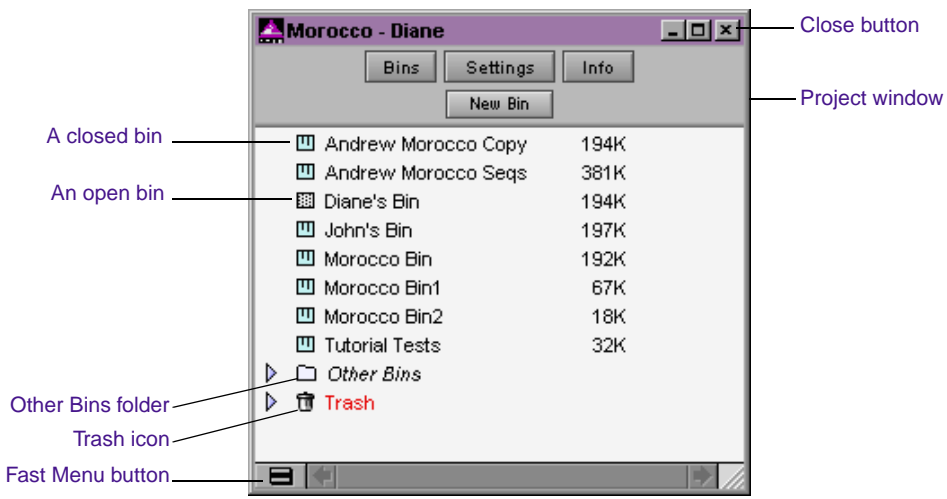 Morocco - Diane
Close button
Bins Settings Info
New Bin
Project window
A closed bin
Andrew Morocco Copy 194K
Andrew Morocco Seqs 381K
An open bin
Diane's Bin 194K
John's Bin 197K
Morocco Bin 192K
Morocco Bin1 67K
Morocco Bin2 18K
Tutorial Tests 32K
Other Bins
Other Bins folder
Trash
Trash icon
Fast Menu button